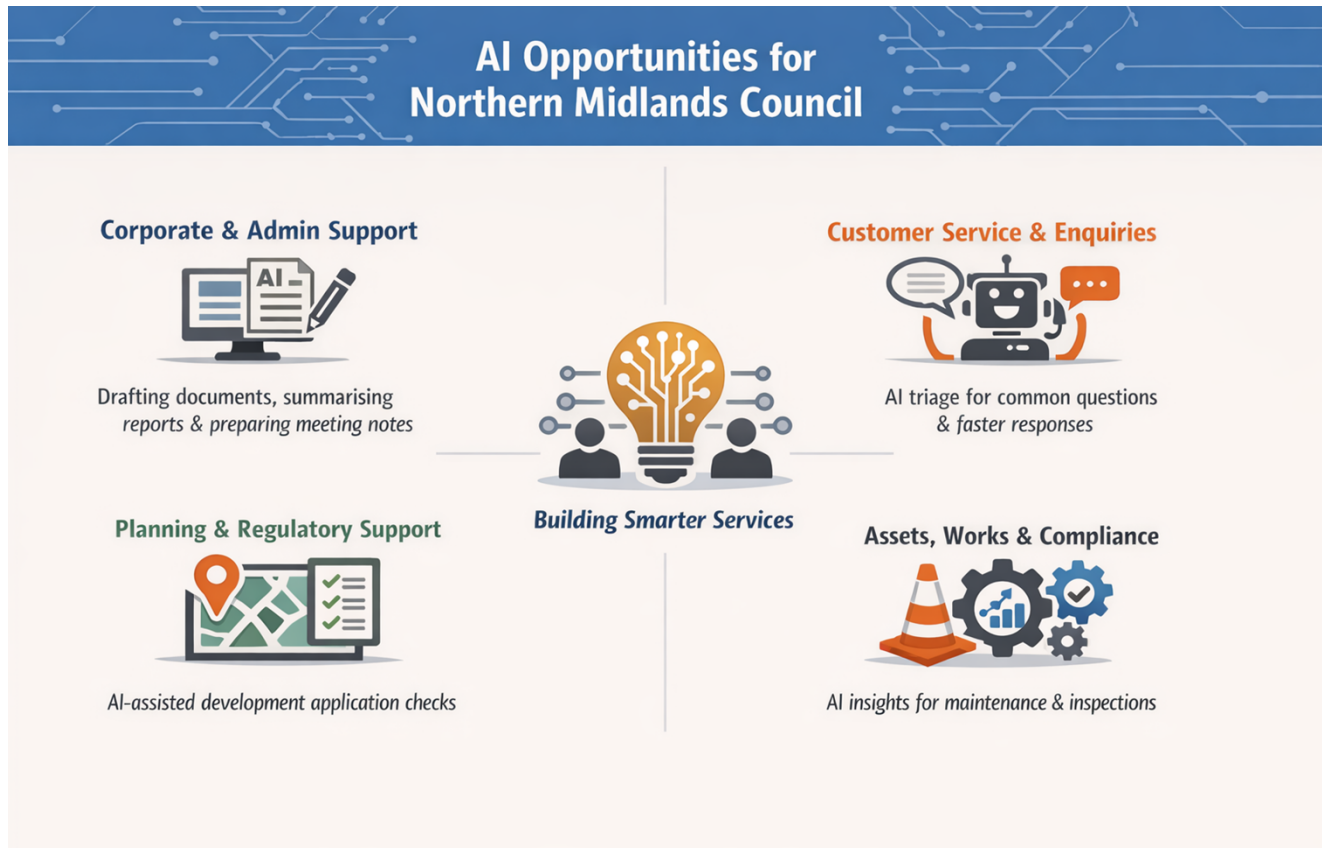 AI Opportunities for
Northern Midlands Council
Corporate & Admin Support
AI
Drafting documents, summarising
reports & preparing meeting notes
Customer Service & Enquiries
AI triage for common questions
& faster responses
Building Smarter Services
Planning & Regulatory Support
AI-assisted development application checks
Assets, Works & Compliance
AI insights for maintenance & inspections